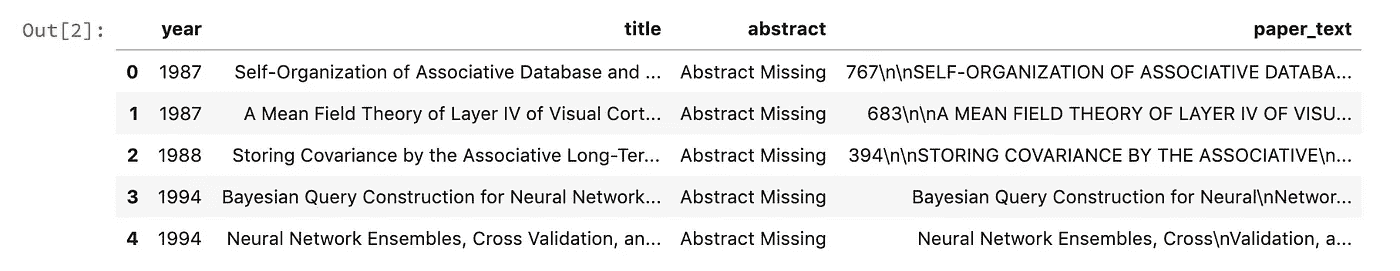 Out[2]: year title abstract paper_text
0 1987 Self-Organization of Associative Database and ... Abstract Missing 767\n\nSELF-ORGANIZATION OF ASSOCIATIVE DATABA...
1 1987 A Mean Field Theory of Layer IV of Visual Cort... Abstract Missing 683\n\nA MEAN FIELD THEORY OF LAYER IV OF VISU...
2 1988 Storing Covariance by the Associative Long-Ter... Abstract Missing 394\n\nSTORING COVARIANCE BY THE ASSOCIATIVE\n...
3 1994 Bayesian Query Construction for Neural Network... Abstract Missing Bayesian Query Construction for Neural\nNetwor...
4 1994 Neural Network Ensembles, Cross Validation, an... Abstract Missing Neural Network Ensembles, Cross\nValidation, a...